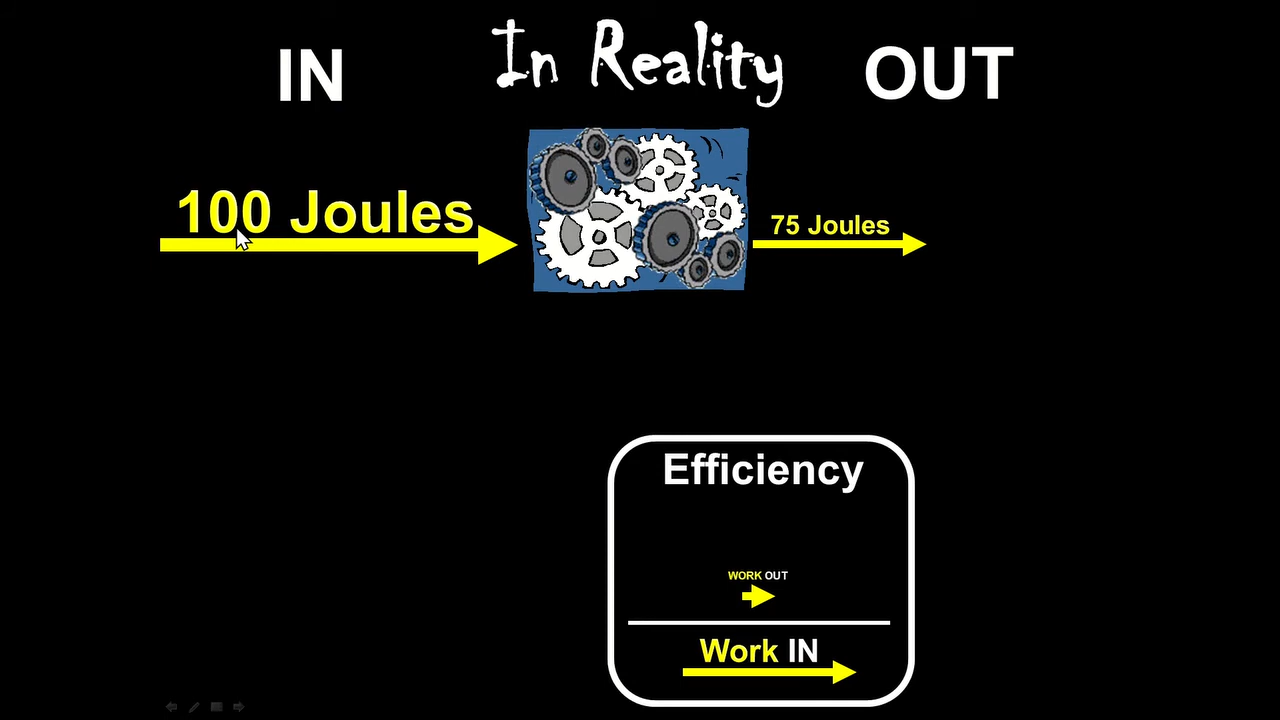 IN
In Reality
OUT
100 Joules
75 Joules
Efficiency
WORK OUT
Work IN